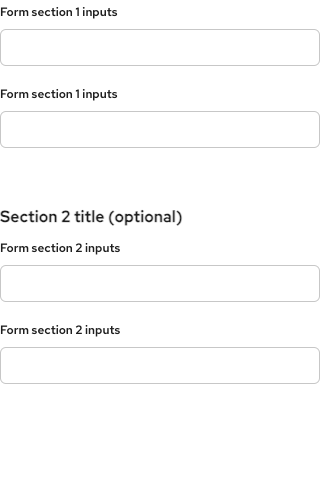 Form section 1 inputs
Form section 1 inputs
Section 2 title (optional)
Form section 2 inputs
Form section 2 inputs